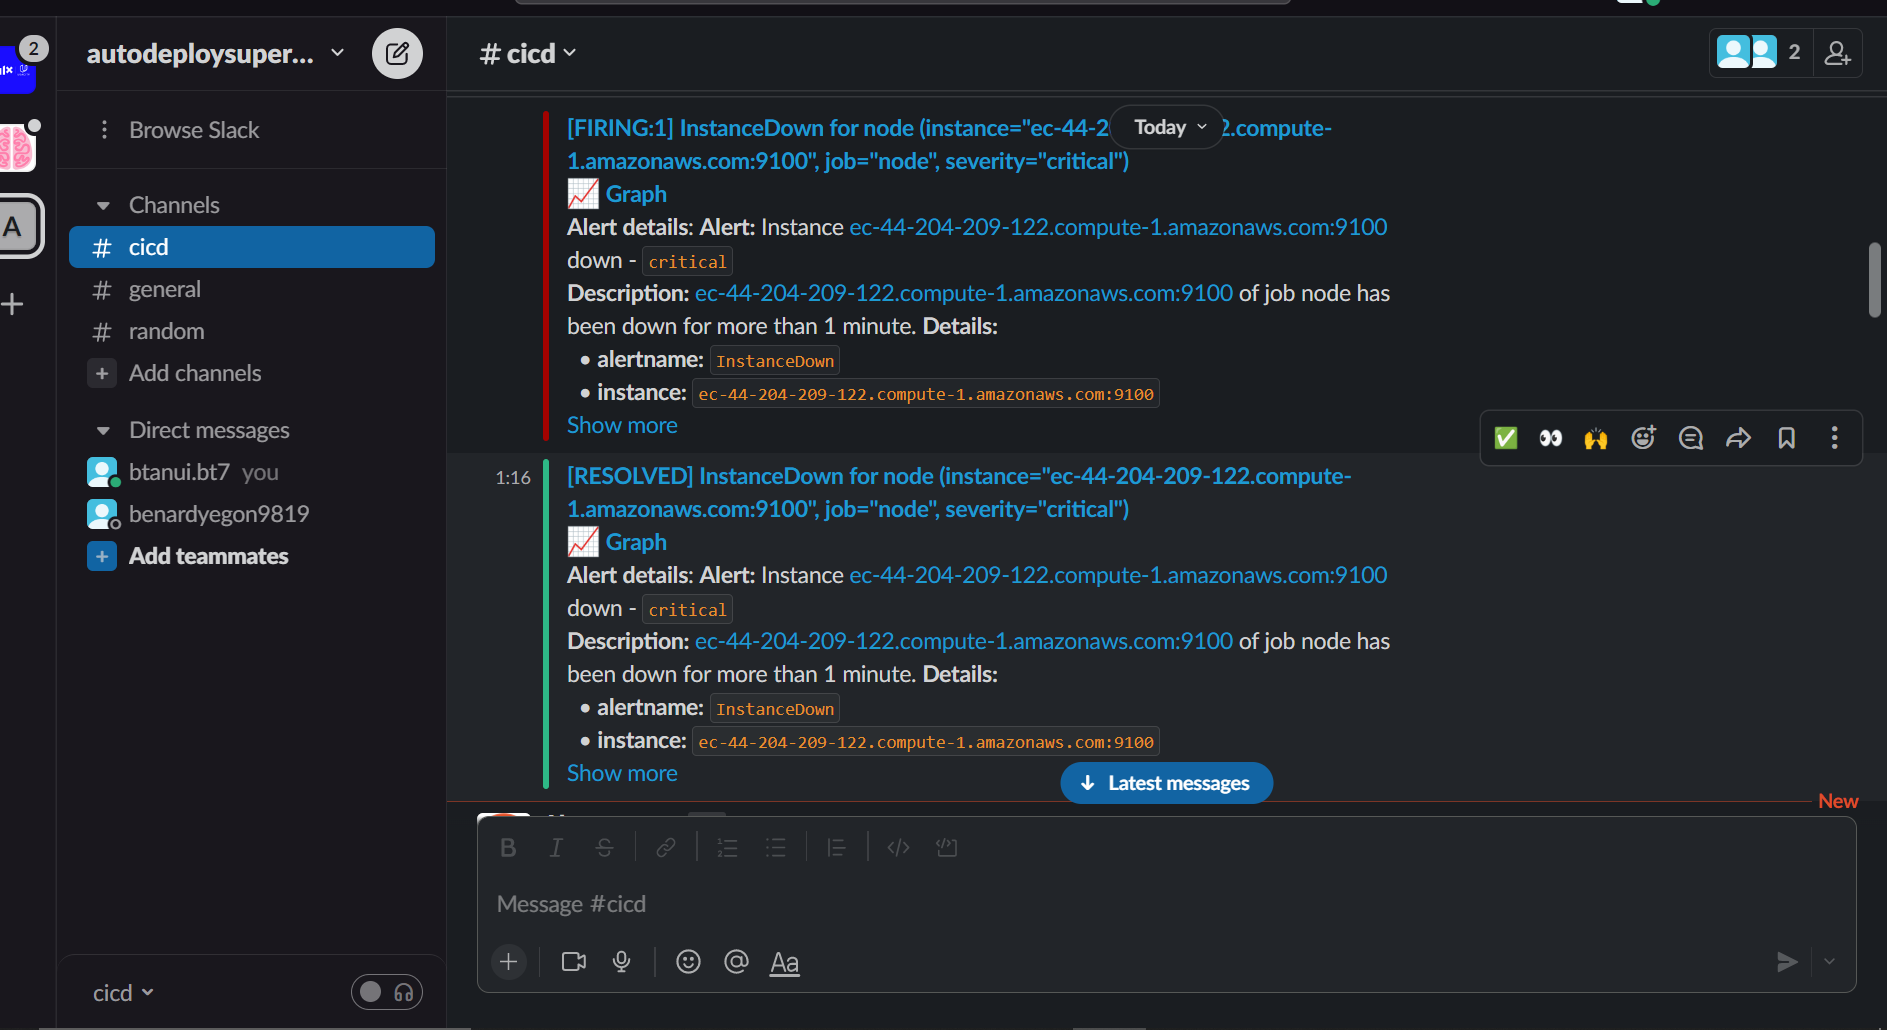 2
autodeploysuper...
# cicd
2
Browse Slack
Channels
# cicd
# general
# random
+ Add channels
Direct messages
btanui.bt7 you
benardyegon9819
+ Add teammates
cicd
A
Today
[FIRING:1] InstanceDown for node (instance="ec-44-2 2.compute-
1.amazonaws.com:9100", job="node", severity="critical")
Graph
Alert details: Alert: Instance ec-44-204-209-122.compute-1.amazonaws.com:9100
down - critical
Description: ec-44-204-209-122.compute-1.amazonaws.com:9100 of job node has
been down for more than 1 minute. Details:
• alertname: InstanceDown
• instance: ec-44-204-209-122.compute-1.amazonaws.com:9100
Show more
1:16
[RESOLVED] InstanceDown for node (instance="ec-44-204-209-122.compute-
1.amazonaws.com:9100", job="node", severity="critical")
Graph
Alert details: Alert: Instance ec-44-204-209-122.compute-1.amazonaws.com:9100
down - critical
Description: ec-44-204-209-122.compute-1.amazonaws.com:9100 of job node has
been down for more than 1 minute. Details:
• alertname: InstanceDown
• instance: ec-44-204-209-122.compute-1.amazonaws.com:9100
Show more
Latest messages
New
B I S
Message #cicd
Aa